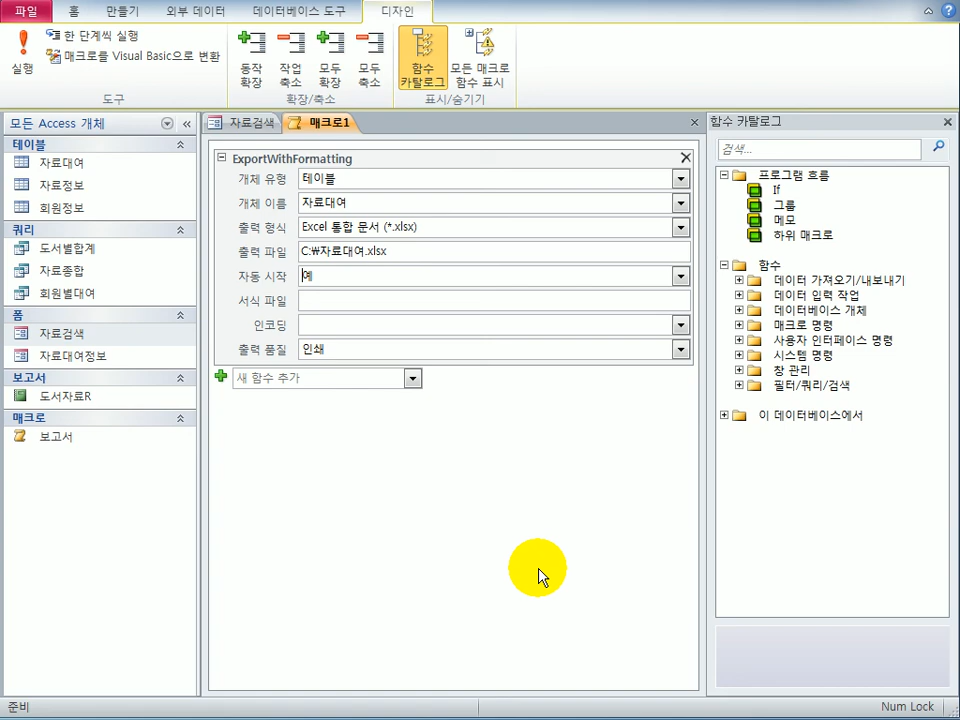 파일 홈 만들기 외부 데이터 데이터베이스 도구 디자인
실행
한 단계씩 실행
매크로를 Visual Basic으로 변환
도구
동작 확장
작업 축소
모두 확장
모두 축소
확장/축소
함수 카탈로그
모든 매크로 함수 표시
표시/숨기기
모든 Access 개체
테이블
자료대여
자료정보
회원정보
쿼리
도서별합계
자료종합
회원별대여
폼
자료검색
자료대여정보
보고서
도서자료R
매크로
보고서
자료검색 매크로1
ExportWithFormatting
개체 유형 테이블
개체 이름 자료대여
출력 형식 Excel 통합 문서 (*.xlsx)
출력 파일 C:₩자료대여.xlsx
자동 시작 예
서식 파일
인코딩
출력 품질 인쇄
새 함수 추가
함수 카탈로그
검색...
프로그램 흐름
If
그룹
메모
하위 매크로
함수
데이터 가져오기/내보내기
데이터 입력 작업
데이터베이스 개체
매크로 명령
사용자 인터페이스 명령
시스템 명령
창 관리
필터/쿼리/검색
이 데이터베이스에서
준비
Num Lock